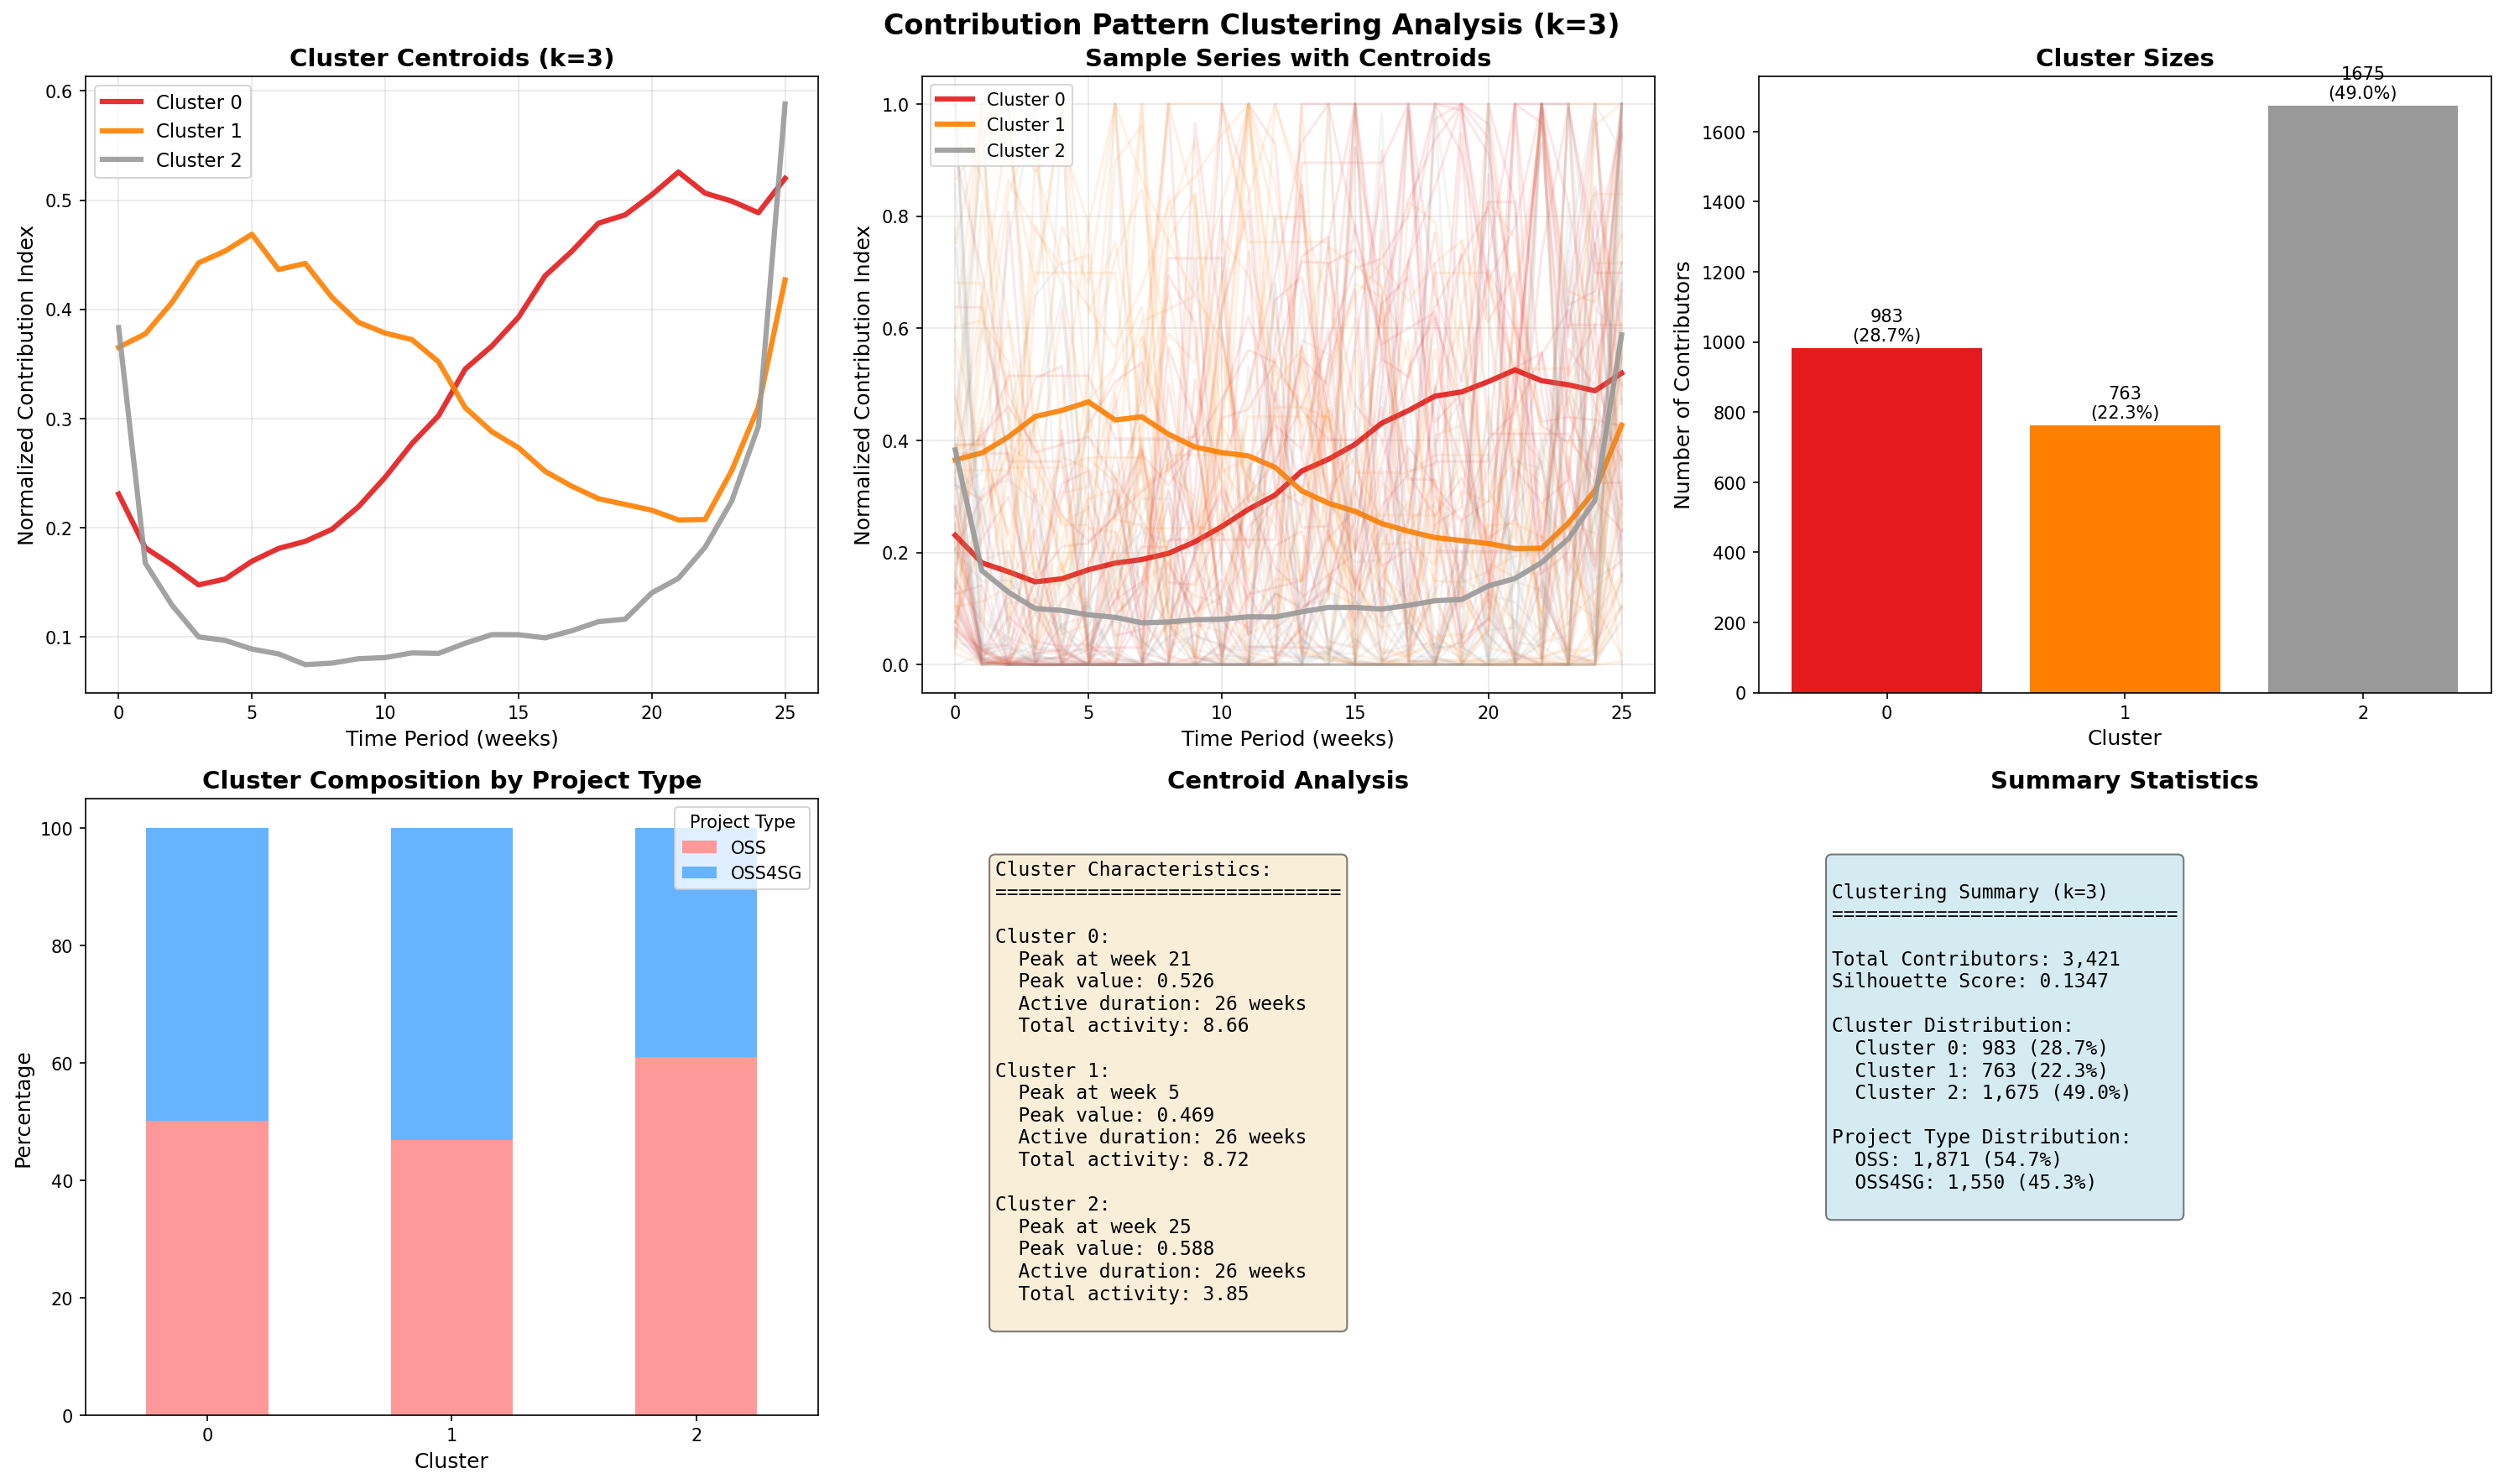 Contribution Pattern Clustering Analysis (k=3)
Cluster Centroids (k=3)
Normalized Contribution Index
0.6
0.5
0.4
0.3
0.2
0.1
Cluster 0
Cluster 1
Cluster 2
0 5 10 15 20 25
Time Period (weeks)
Sample Series with Centroids
Normalized Contribution Index
1.0
0.8
0.6
0.4
0.2
0.0
Cluster 0
Cluster 1
Cluster 2
0 5 10 15 20 25
Time Period (weeks)
Cluster Sizes
Number of Contributors
1600
1400
1200
1000
800
600
400
200
0
983
(28.7%)
763
(22.3%)
1675
(49.0%)
0 1 2
Cluster
Cluster Composition by Project Type
Percentage
100
80
60
40
20
0
Project Type
OSS
OSS4SG
0 1 2
Cluster
Centroid Analysis
Cluster Characteristics:
==============================
Cluster 0:
Peak at week 21
Peak value: 0.526
Active duration: 26 weeks
Total activity: 8.66
Cluster 1:
Peak at week 5
Peak value: 0.469
Active duration: 26 weeks
Total activity: 8.72
Cluster 2:
Peak at week 25
Peak value: 0.588
Active duration: 26 weeks
Total activity: 3.85
Summary Statistics
Clustering Summary (k=3)
==============================
Total Contributors: 3,421
Silhouette Score: 0.1347
Cluster Distribution:
Cluster 0: 983 (28.7%)
Cluster 1: 763 (22.3%)
Cluster 2: 1,675 (49.0%)
Project Type Distribution:
OSS: 1,871 (54.7%)
OSS4SG: 1,550 (45.3%)